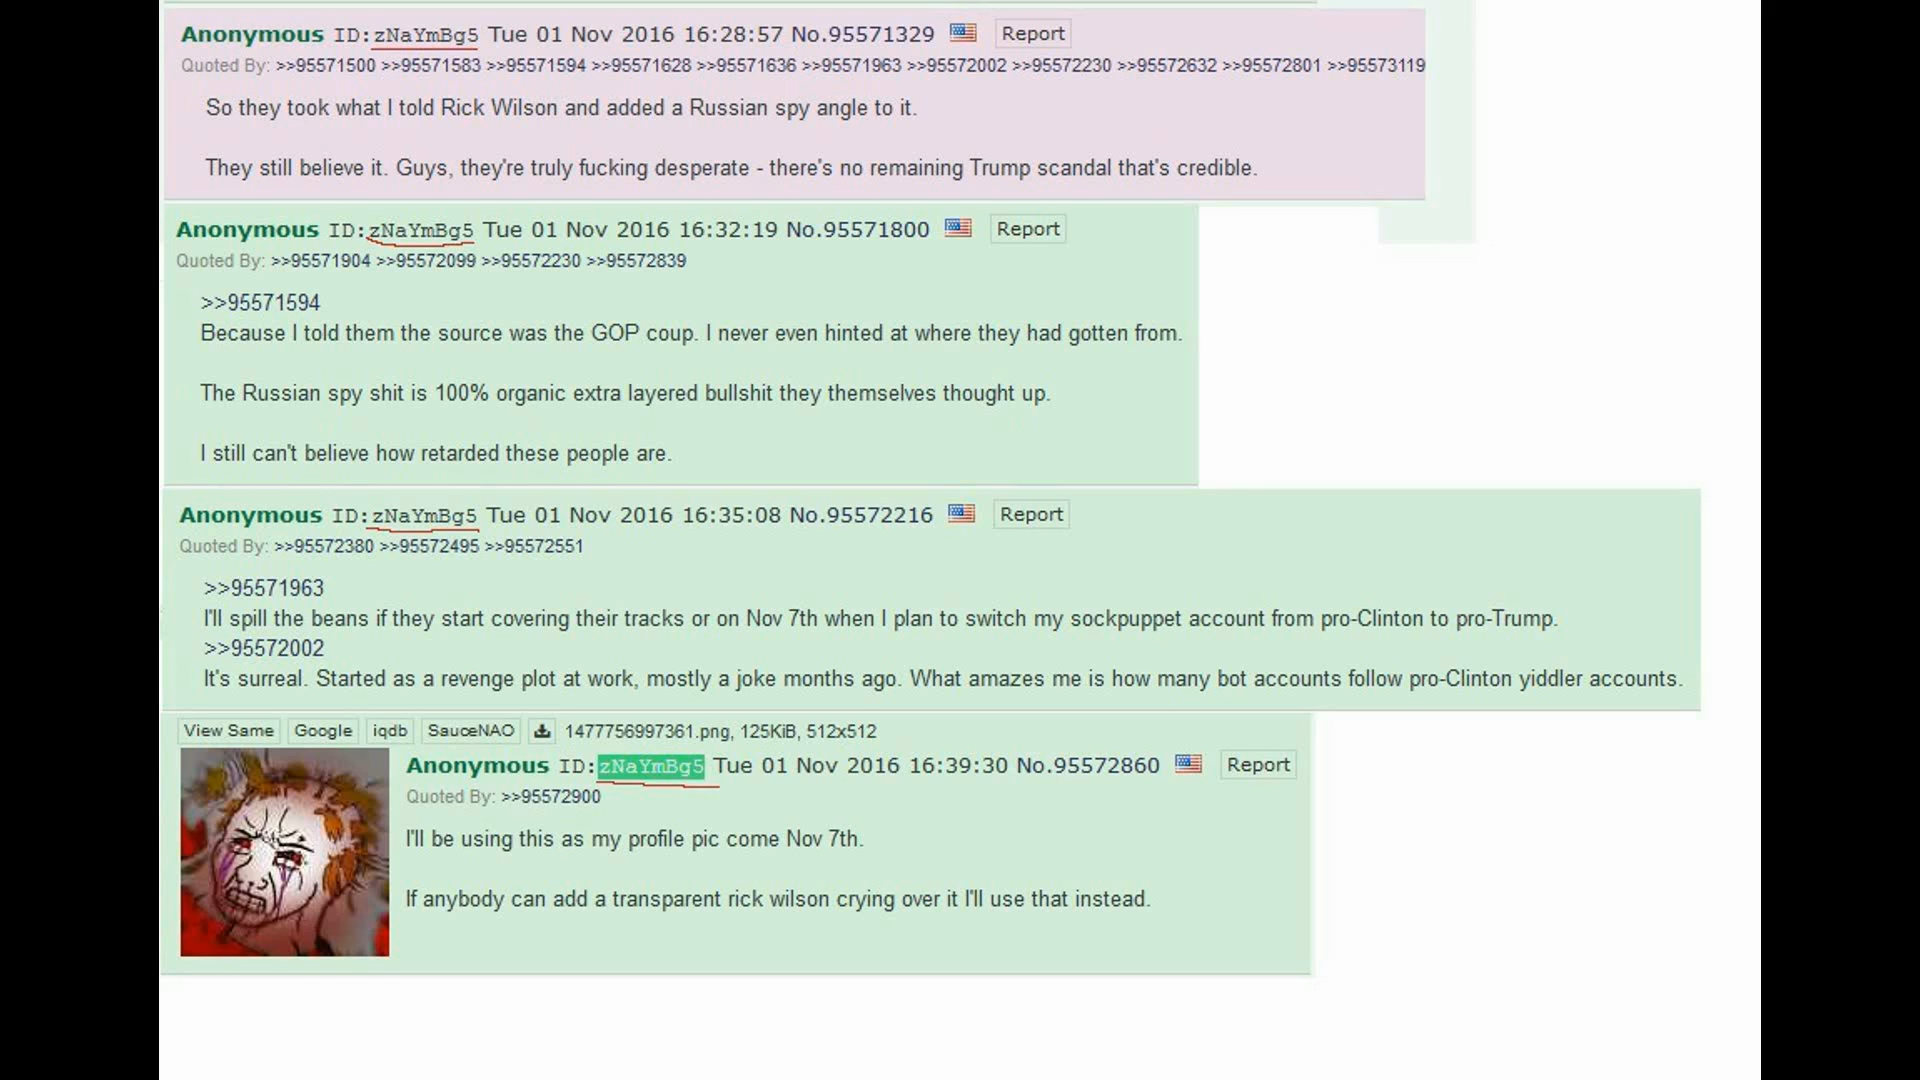 Anonymous ID:zNaYmBg5 Tue 01 Nov 2016 16:28:57 No.95571329 Report
Quoted By: >>95571500 >>95571583 >>95571594 >>95571628 >>95571636 >>95571963 >>95572002 >>95572230 >>95572632 >>95572801 >>95573119
So they took what I told Rick Wilson and added a Russian spy angle to it.
They still believe it. Guys, they're truly fucking desperate - there's no remaining Trump scandal that's credible.
Anonymous ID:zNaYmBg5 Tue 01 Nov 2016 16:32:19 No.95571800 Report
Quoted By: >>95571904 >>95572099 >>95572230 >>95572839
>>95571594
Because I told them the source was the GOP coup. I never even hinted at where they had gotten from.
The Russian spy shit is 100% organic extra layered bullshit they themselves thought up.
I still can't believe how retarded these people are.
Anonymous ID:zNaYmBg5 Tue 01 Nov 2016 16:35:08 No.95572216 Report
Quoted By: >>95572380 >>95572495 >>95572551
>>95571963
I'll spill the beans if they start covering their tracks or on Nov 7th when I plan to switch my sockpuppet account from pro-Clinton to pro-Trump.
>>95572002
It's surreal. Started as a revenge plot at work, mostly a joke months ago. What amazes me is how many bot accounts follow pro-Clinton yiddler accounts.
View Same Google iqdb SauceNAO 1477756997361.png, 125KiB, 512x512
Anonymous ID:zNaYmBg5 Tue 01 Nov 2016 16:39:30 No.95572860 Report
Quoted By: >>95572900
I'll be using this as my profile pic come Nov 7th.
If anybody can add a transparent rick wilson crying over it I'll use that instead.